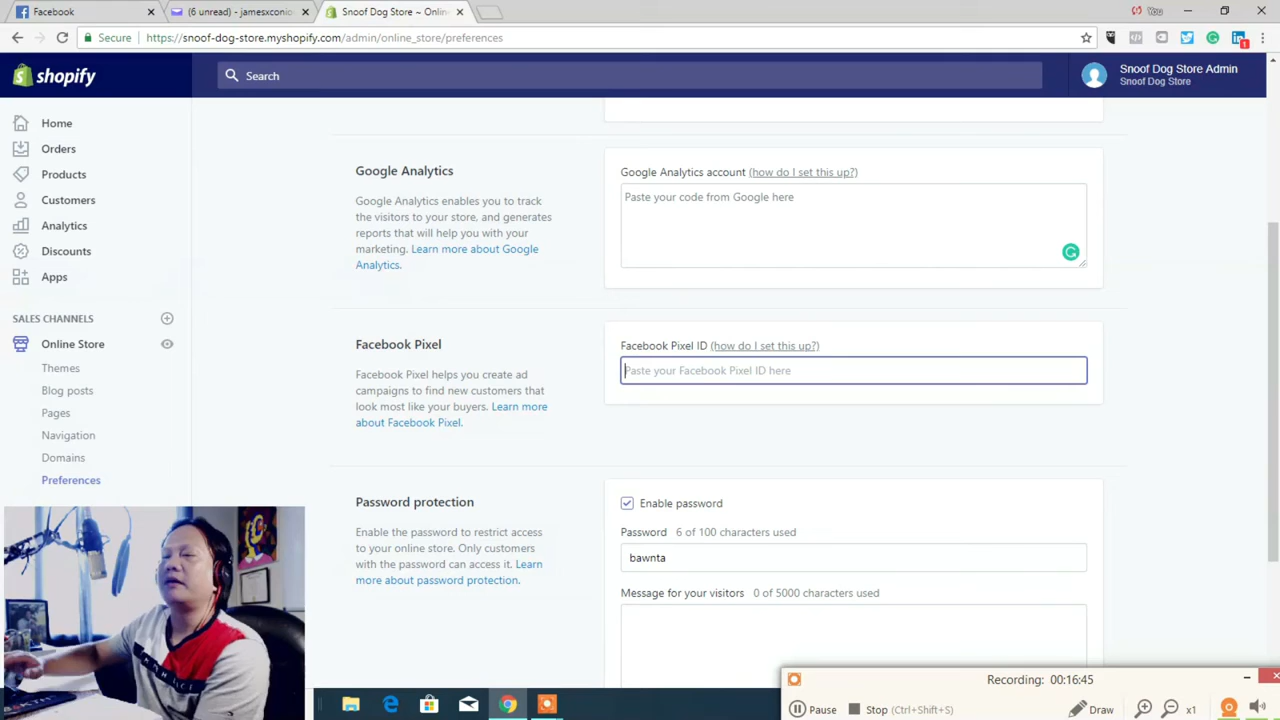 Facebook
(6 unread) - jamesxconio
Snoof Dog Store ~ Onlin
You
Secure
https://snoof-dog-store.myshopify.com/admin/online_store/preferences
1
shopify
Search
Snoof Dog Store Admin
Snoof Dog Store
Home
Orders
Products
Customers
Analytics
Discounts
Apps
SALES CHANNELS
Online Store
Themes
Blog posts
Pages
Navigation
Domains
Preferences
Google Analytics
Google Analytics enables you to track
the visitors to your store, and generates
reports that will help you with your
marketing. Learn more about Google
Analytics.
Google Analytics account (how do I set this up?)
Paste your code from Google here
Facebook Pixel
Facebook Pixel helps you create ad
campaigns to find new customers that
look most like your buyers. Learn more
about Facebook Pixel.
Facebook Pixel ID (how do I set this up?)
Paste your Facebook Pixel ID here
Password protection
Enable the password to restrict access
to your online store. Only customers
with the password can access it. Learn
more about password protection.
Enable password
Password 6 of 100 characters used
bawnta
Message for your visitors 0 of 5000 characters used
Recording: 00:16:45
Pause
Stop (Ctrl+Shift+S)
Draw
x1